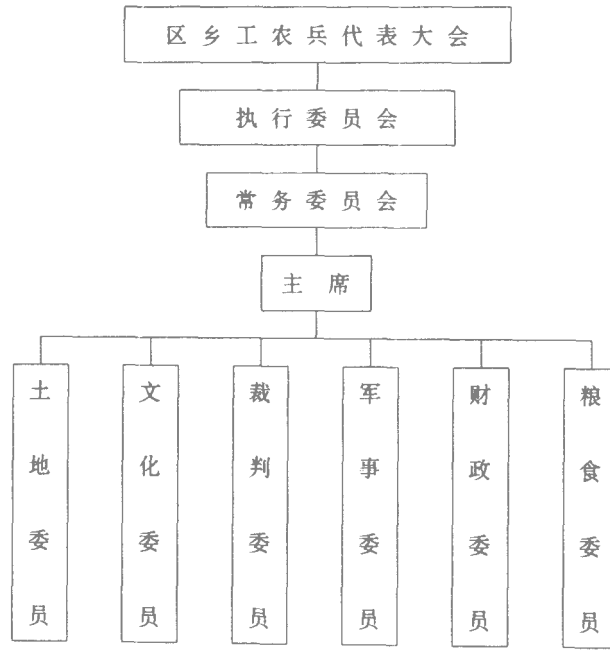 区乡工农兵代表大会
执行委员会
常务委员会
主席
土地委员
文化委员
裁判委员
军事委员
财政委员
粮食委员